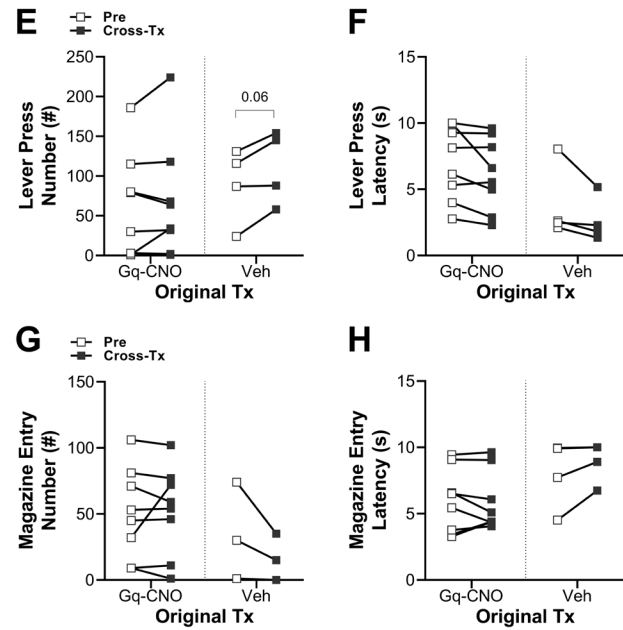 E
Pre
Cross-Tx
Lever Press
Number (#)
250
200
150
100
50
0
0.06
Gq-CNO
Veh
Original Tx
F
Lever Press
Latency (s)
15
10
5
0
Gq-CNO
Veh
Original Tx
G
Pre
Cross-Tx
Magazine Entry
Number (#)
150
100
50
0
Gq-CNO
Veh
Original Tx
H
Magazine Entry
Latency (s)
15
10
5
0
Gq-CNO
Veh
Original Tx